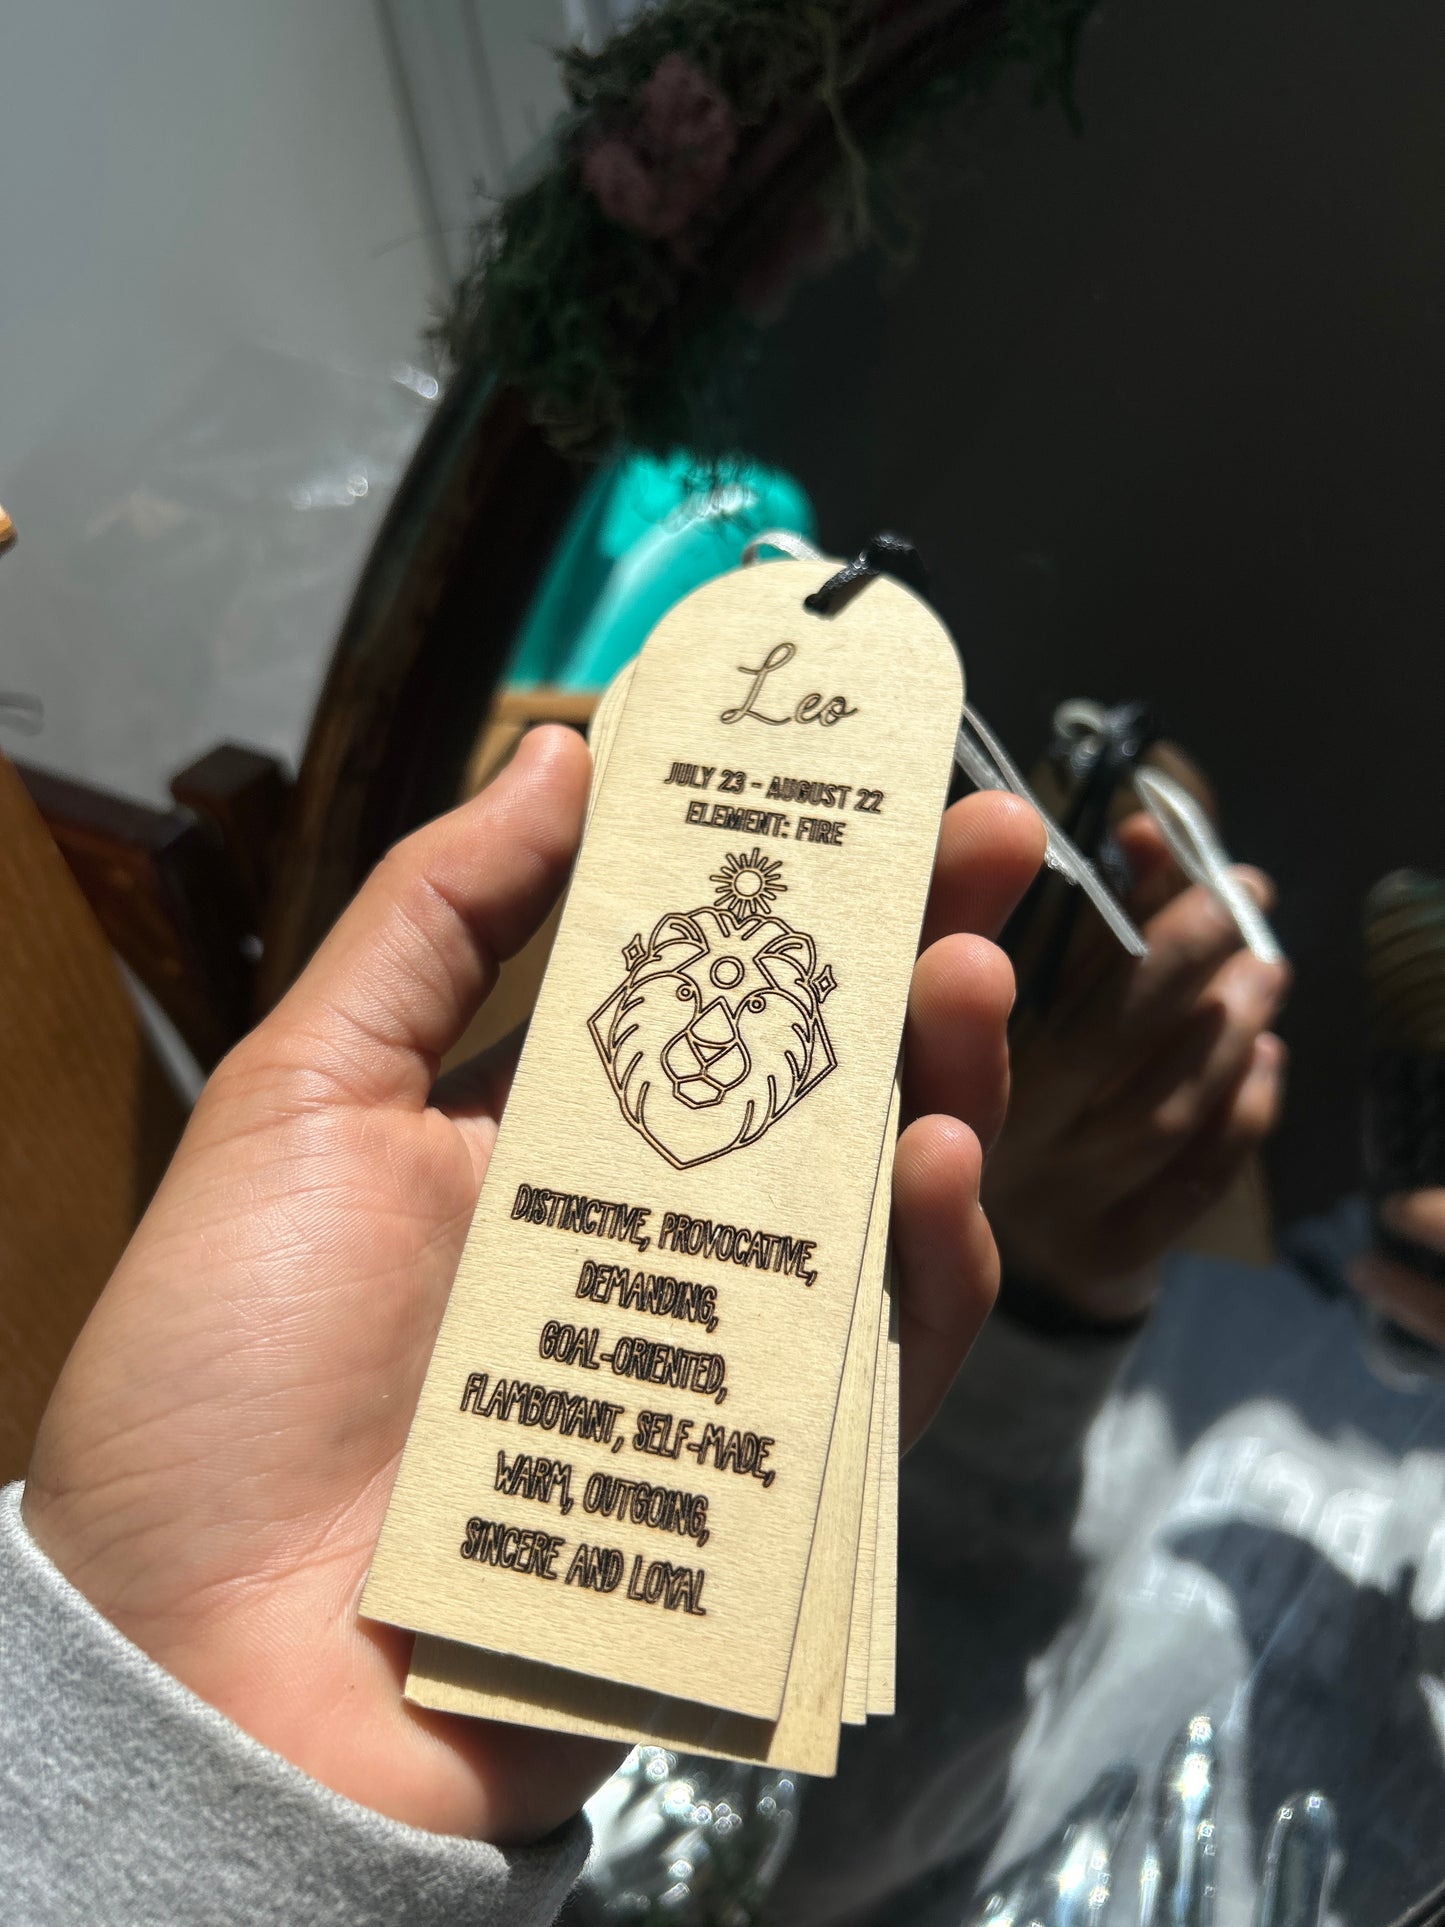 Leo
JULY 23 - AUGUST 22
ELEMENT: FIRE
DISTINCTIVE, PROVOCATIVE,
DEMANDING,
GOAL-ORIENTED,
FLAMBOYANT, SELF-MADE,
WARM, OUTGOING,
SINCERE AND LOYAL